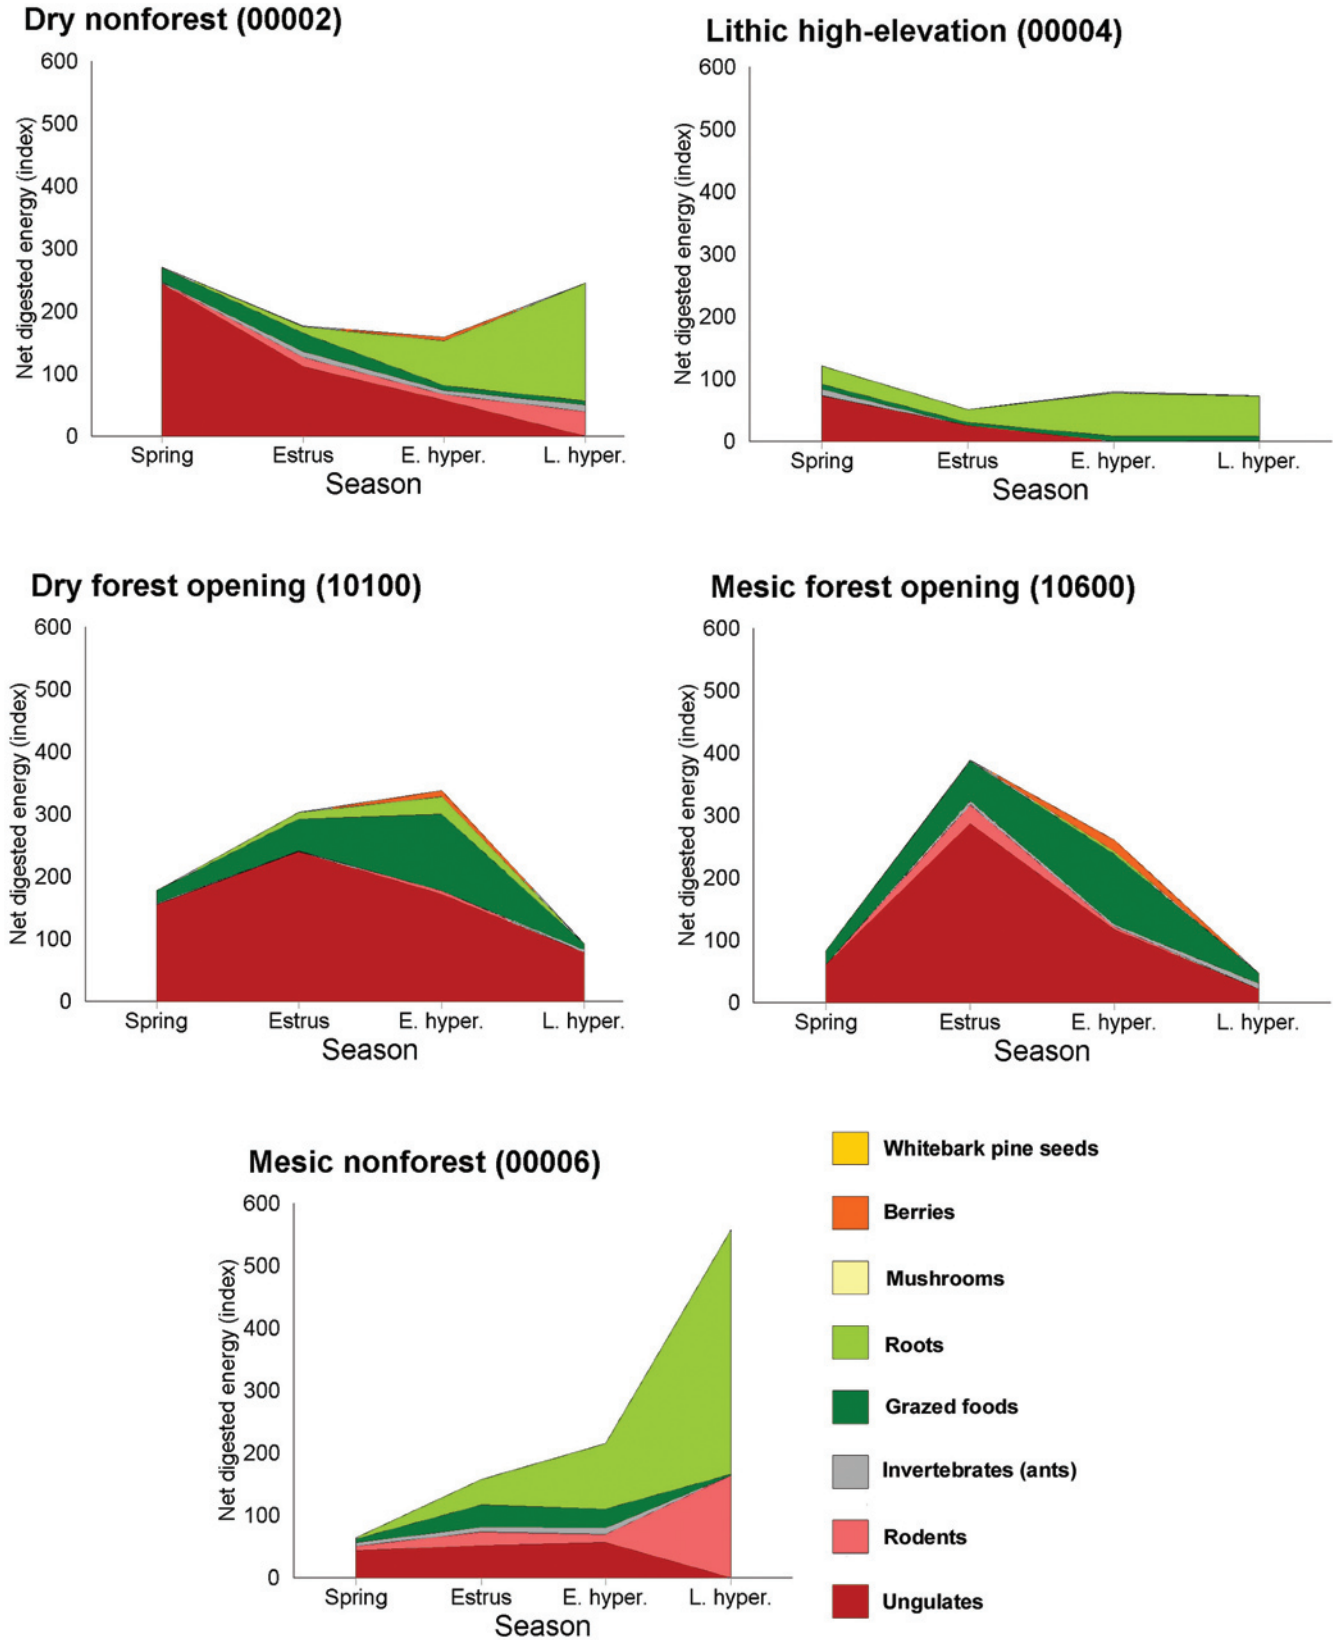 Dry nonforest (00002)
600
500
400
300
200
100
0
Net digested energy (index)
Spring Estrus E. hyper. L. hyper.
Season
Lithic high-elevation (00004)
600
500
400
300
200
100
0
Net digested energy (index)
Spring Estrus E. hyper. L. hyper.
Season
Dry forest opening (10100)
600
500
400
300
200
100
0
Net digested energy (index)
Spring Estrus E. hyper. L. hyper.
Season
Mesic forest opening (10600)
600
500
400
300
200
100
0
Net digested energy (index)
Spring Estrus E. hyper. L. hyper.
Season
Mesic nonforest (00006)
600
500
400
300
200
100
0
Net digested energy (index)
Spring Estrus E. hyper. L. hyper.
Season
Whitebark pine seeds
Berries
Mushrooms
Roots
Grazed foods
Invertebrates (ants)
Rodents
Ungulates